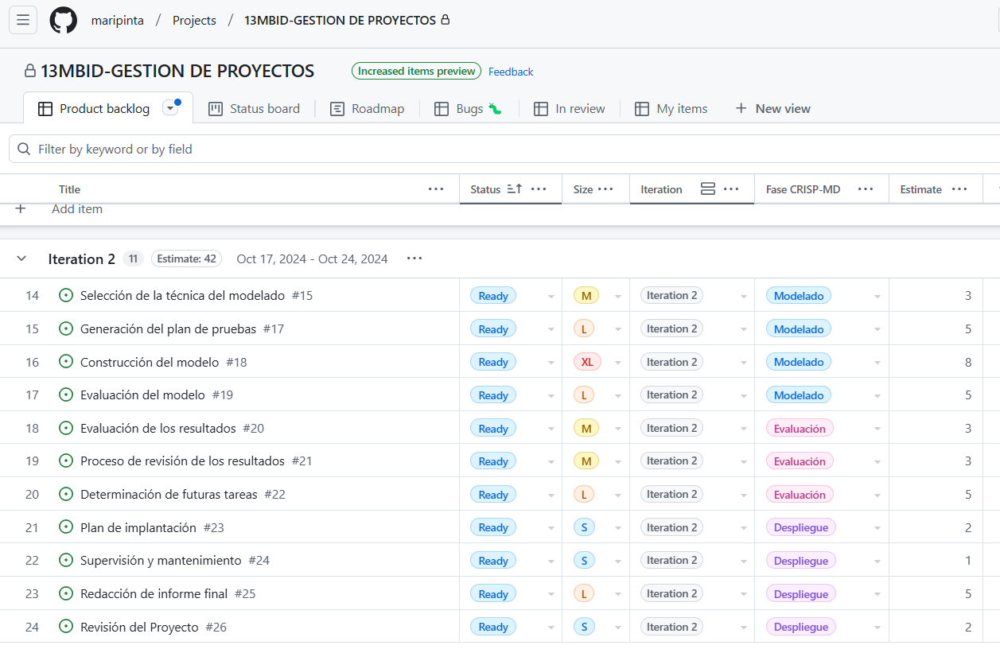 maripinta / Projects / 13MBID-GESTION DE PROYECTOS
13MBID-GESTION DE PROYECTOS Increased items preview Feedback
Product backlog Status board Roadmap Bugs 🐛 In review My items + New view
Filter by keyword or by field
Title ... Status ... Size ... Iteration ... Fase CRISP-MD ... Estimate ...
+ Add item
Iteration 2 11 Estimate: 42 Oct 17, 2024 - Oct 24, 2024 ...
14 Selección de la técnica del modelado #15 Ready M Iteration 2 Modelado 3
15 Generación del plan de pruebas #17 Ready L Iteration 2 Modelado 5
16 Construcción del modelo #18 Ready XL Iteration 2 Modelado 8
17 Evaluación del modelo #19 Ready L Iteration 2 Modelado 5
18 Evaluación de los resultados #20 Ready M Iteration 2 Evaluación 3
19 Proceso de revisión de los resultados #21 Ready M Iteration 2 Evaluación 3
20 Determinación de futuras tareas #22 Ready L Iteration 2 Evaluación 5
21 Plan de implantación #23 Ready S Iteration 2 Despliegue 2
22 Supervisión y mantenimiento #24 Ready S Iteration 2 Despliegue 1
23 Redacción de informe final #25 Ready L Iteration 2 Despliegue 5
24 Revisión del Proyecto #26 Ready S Iteration 2 Despliegue 2